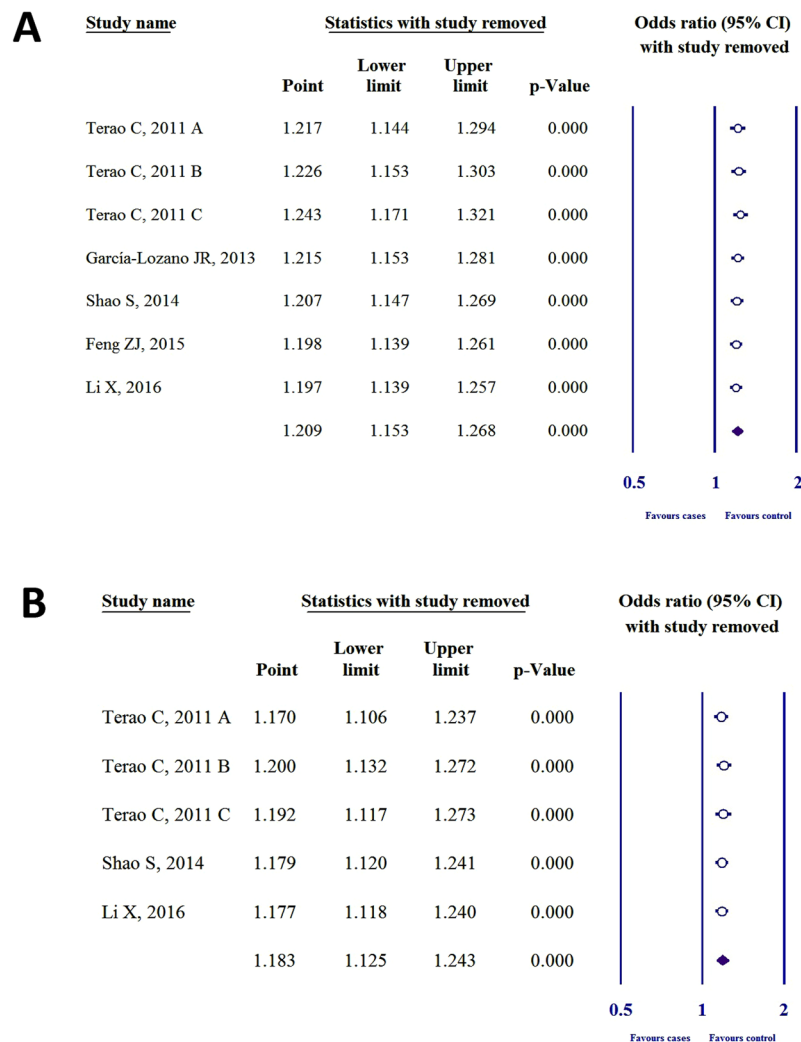 A
Study name Statistics with study removed Odds ratio (95% CI)
with study removed
Lower Upper
Point limit limit p-Value
Terao C, 2011 A 1.217 1.144 1.294 0.000
Terao C, 2011 B 1.226 1.153 1.303 0.000
Terao C, 2011 C 1.243 1.171 1.321 0.000
García-Lozano JR, 2013 1.215 1.153 1.281 0.000
Shao S, 2014 1.207 1.147 1.269 0.000
Feng ZJ, 2015 1.198 1.139 1.261 0.000
Li X, 2016 1.197 1.139 1.257 0.000
1.209 1.153 1.268 0.000
0.5 1 2
Favours cases Favours control
B
Study name Statistics with study removed Odds ratio (95% CI)
with study removed
Lower Upper
Point limit limit p-Value
Terao C, 2011 A 1.170 1.106 1.237 0.000
Terao C, 2011 B 1.200 1.132 1.272 0.000
Terao C, 2011 C 1.192 1.117 1.273 0.000
Shao S, 2014 1.179 1.120 1.241 0.000
Li X, 2016 1.177 1.118 1.240 0.000
1.183 1.125 1.243 0.000
0.5 1 2
Favours cases Favours control